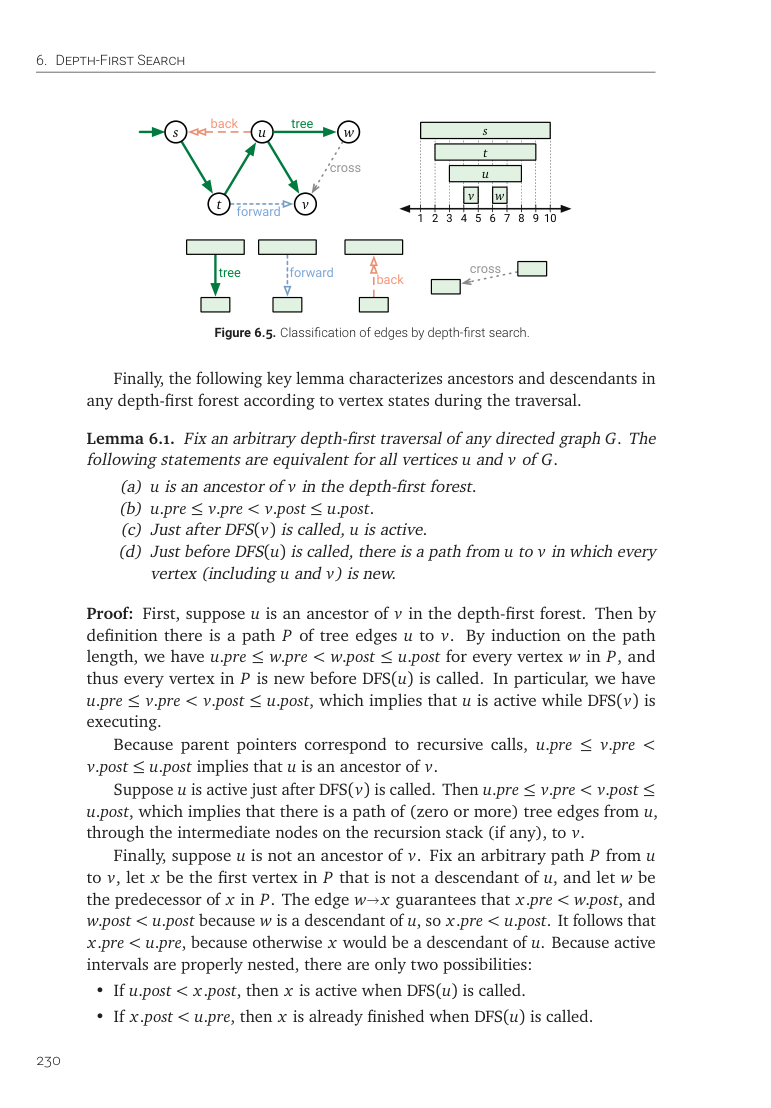 6. Depth-First Search
s back u tree w
cross
t forward v
s
t
u
v w
1 2 3 4 5 6 7 8 9 10
tree forward back cross
Figure 6.5. Classification of edges by depth-first search.
Finally, the following key lemma characterizes ancestors and descendants in
any depth-first forest according to vertex states during the traversal.
Lemma 6.1. Fix an arbitrary depth-first traversal of any directed graph G. The
following statements are equivalent for all vertices u and v of G.
(a) u is an ancestor of v in the depth-first forest.
(b) u.pre ≤ v.pre < v.post ≤ u.post.
(c) Just after DFS(v) is called, u is active.
(d) Just before DFS(u) is called, there is a path from u to v in which every
vertex (including u and v) is new.
Proof: First, suppose u is an ancestor of v in the depth-first forest. Then by
definition there is a path P of tree edges u to v. By induction on the path
length, we have u.pre ≤ w.pre < w.post ≤ u.post for every vertex w in P, and
thus every vertex in P is new before DFS(u) is called. In particular, we have
u.pre ≤ v.pre < v.post ≤ u.post, which implies that u is active while DFS(v) is
executing.
Because parent pointers correspond to recursive calls, u.pre ≤ v.pre <
v.post ≤ u.post implies that u is an ancestor of v.
Suppose u is active just after DFS(v) is called. Then u.pre ≤ v.pre < v.post ≤
u.post, which implies that there is a path of (zero or more) tree edges from u,
through the intermediate nodes on the recursion stack (if any), to v.
Finally, suppose u is not an ancestor of v. Fix an arbitrary path P from u
to v, let x be the first vertex in P that is not a descendant of u, and let w be
the predecessor of x in P. The edge w→x guarantees that x.pre < w.post, and
w.post < u.post because w is a descendant of u, so x.pre < u.post. It follows that
x.pre < u.pre, because otherwise x would be a descendant of u. Because active
intervals are properly nested, there are only two possibilities:
• If u.post < x.post, then x is active when DFS(u) is called.
• If x.post < u.pre, then x is already finished when DFS(u) is called.
230